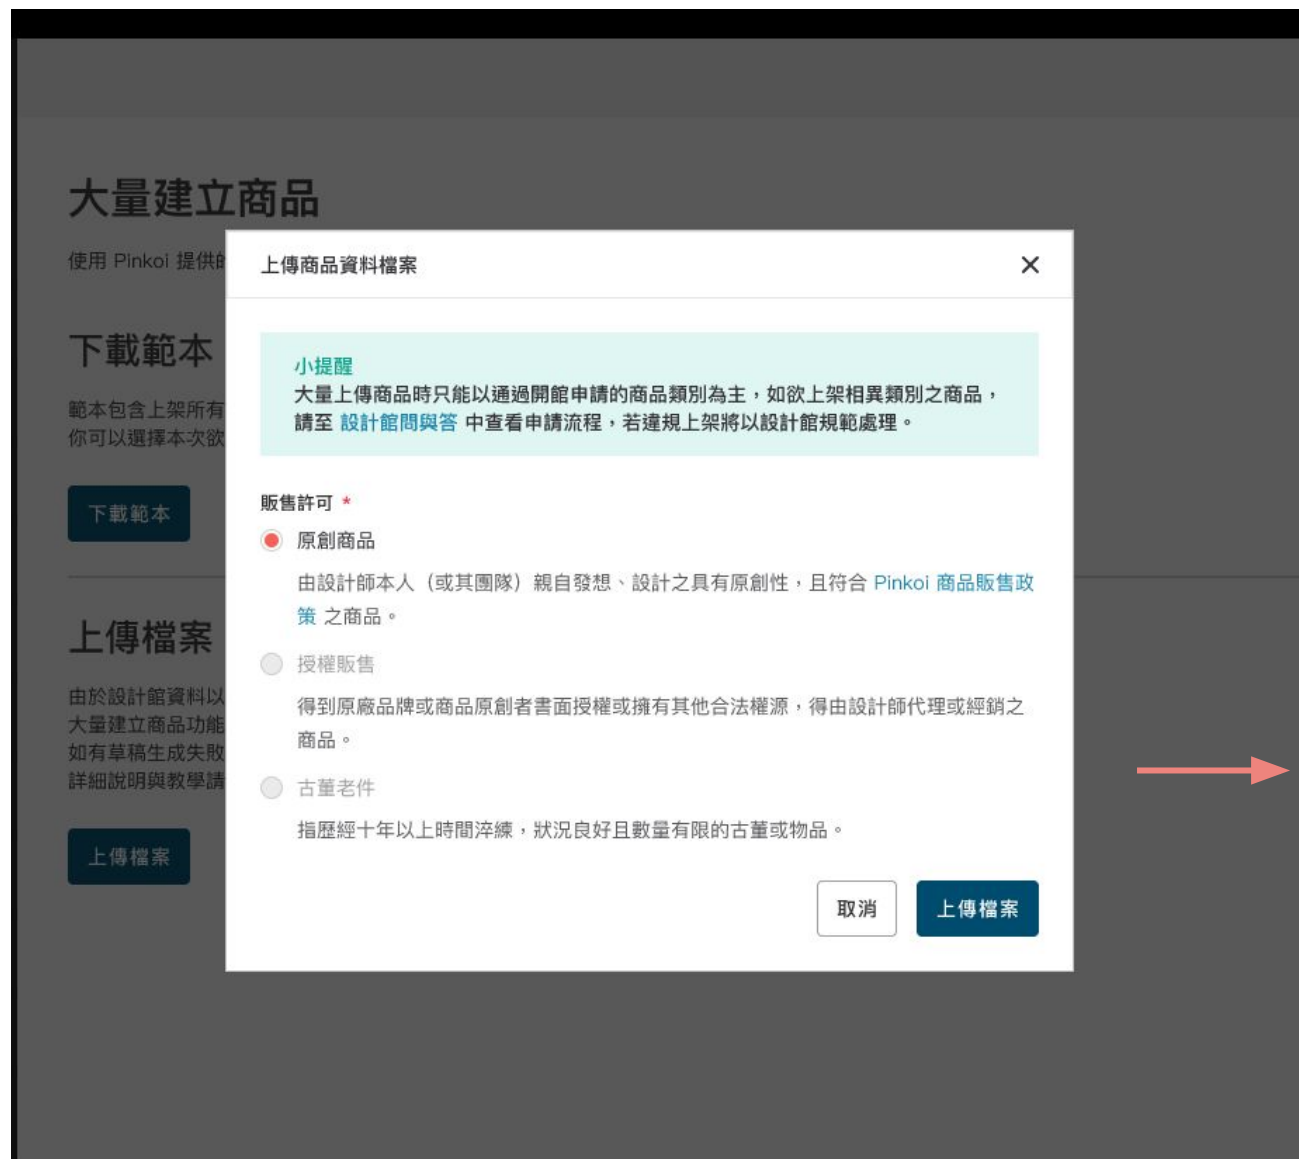 大量建立商品
使用 Pinkoi 提供的
上傳商品資料檔案
小提醒
大量上傳商品時只能以通過開館申請的商品類別為主，如欲上架相異類別之商品，
請至 設計館問與答 中查看申請流程，若違規上架將以設計館規範處理。
下載範本
範本包含上架所有
你可以選擇本次欲
下載範本
販售許可 *
原創商品
由設計師本人（或其團隊）親自發想、設計之具有原創性，且符合 Pinkoi 商品販售政
策 之商品。
授權販售
得到原廠品牌或商品原創者書面授權或擁有其他合法權源，得由設計師代理或經銷之
商品。
古董老件
指歷經十年以上時間淬練，狀況良好且數量有限的古董或物品。
取消
上傳檔案
上傳檔案
由於設計館資料以
大量建立商品功能
如有草稿生成失敗
詳細說明與教學請
上傳檔案